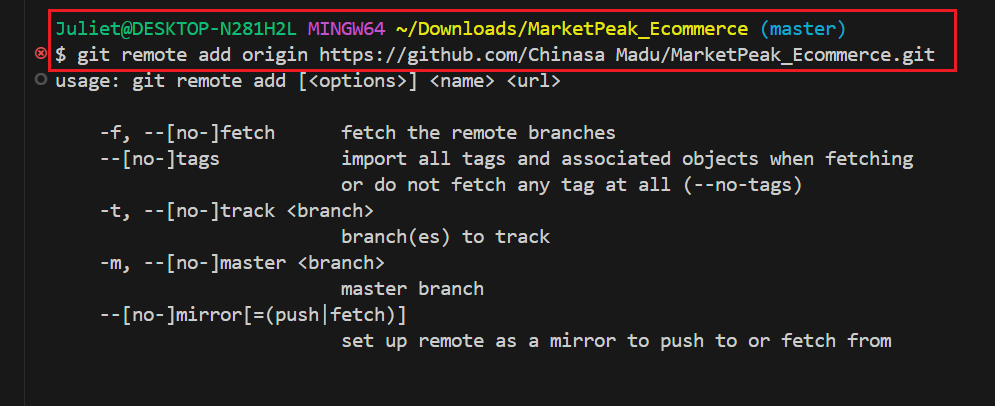 Juliet@DESKTOP-N281H2L MINGW64 ~/Downloads/MarketPeak_Ecommerce (master)
$ git remote add origin https://github.com/Chinasa Madu/MarketPeak_Ecommerce.git
usage: git remote add [<options>] <name> <url>
-f, --[no-]fetch fetch the remote branches
--[no-]tags import all tags and associated objects when fetching
or do not fetch any tag at all (--no-tags)
-t, --[no-]track <branch>
branch(es) to track
-m, --[no-]master <branch>
master branch
--[no-]mirror[=(push|fetch)]
set up remote as a mirror to push to or fetch from